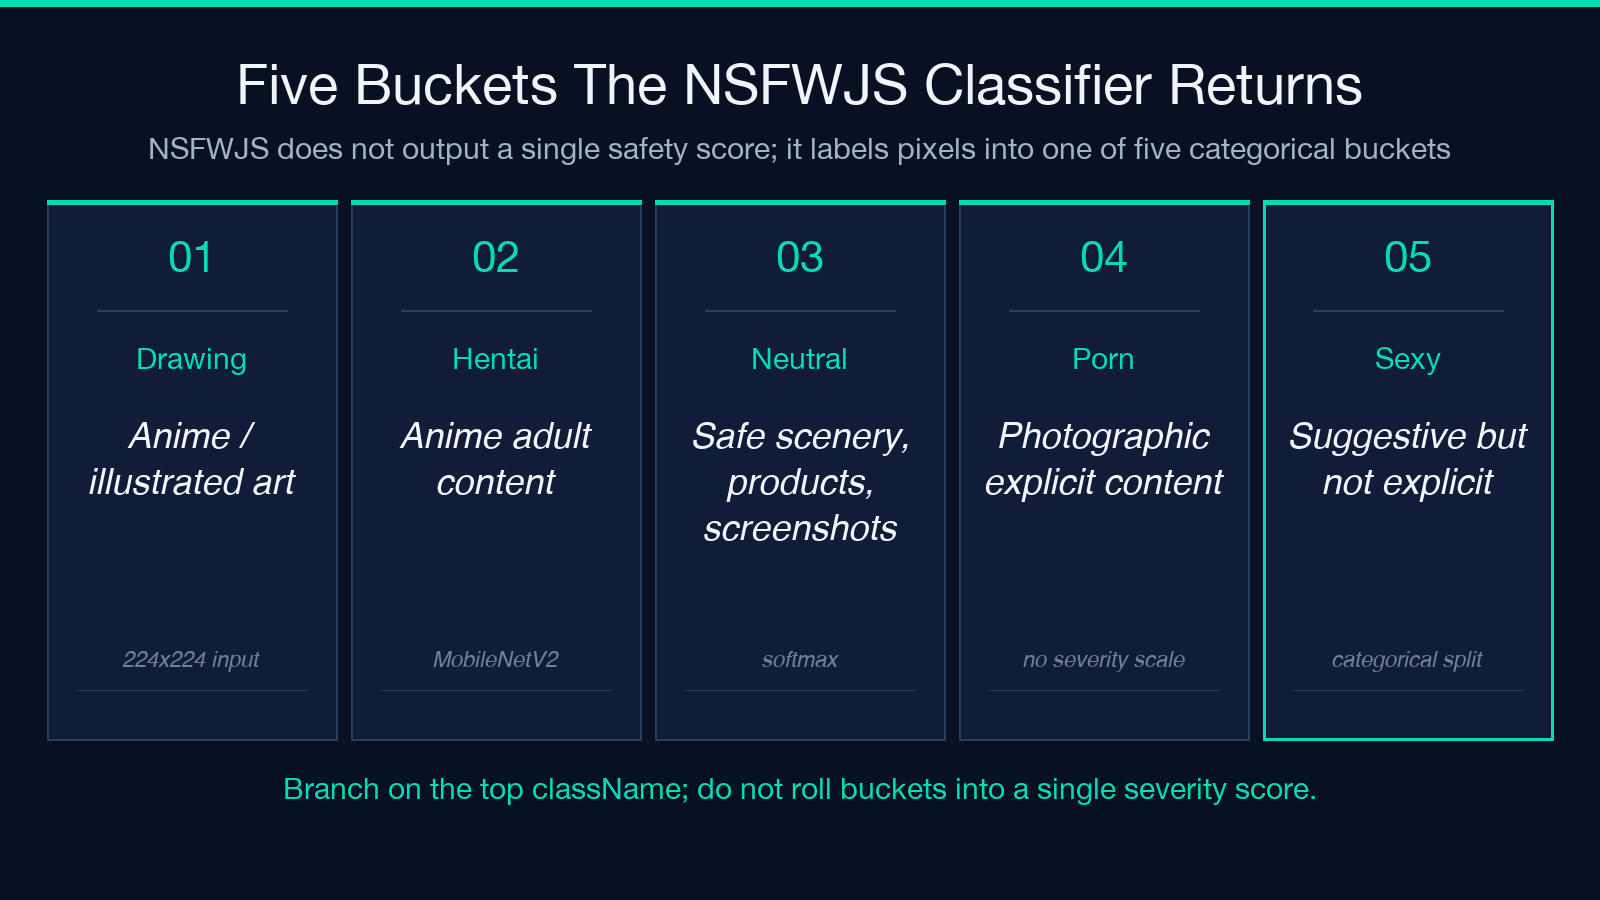 Five Buckets The NSFWJS Classifier Returns
NSFWJS does not output a single safety score; it labels pixels into one of five categorical buckets
01
Drawing
Anime /
illustrated art
224x224 input
02
Hentai
Anime adult
content
MobileNetV2
03
Neutral
Safe scenery,
products,
screenshots
softmax
04
Porn
Photographic
explicit content
no severity scale
05
Sexy
Suggestive but
not explicit
categorical split
Branch on the top className; do not roll buckets into a single severity score.